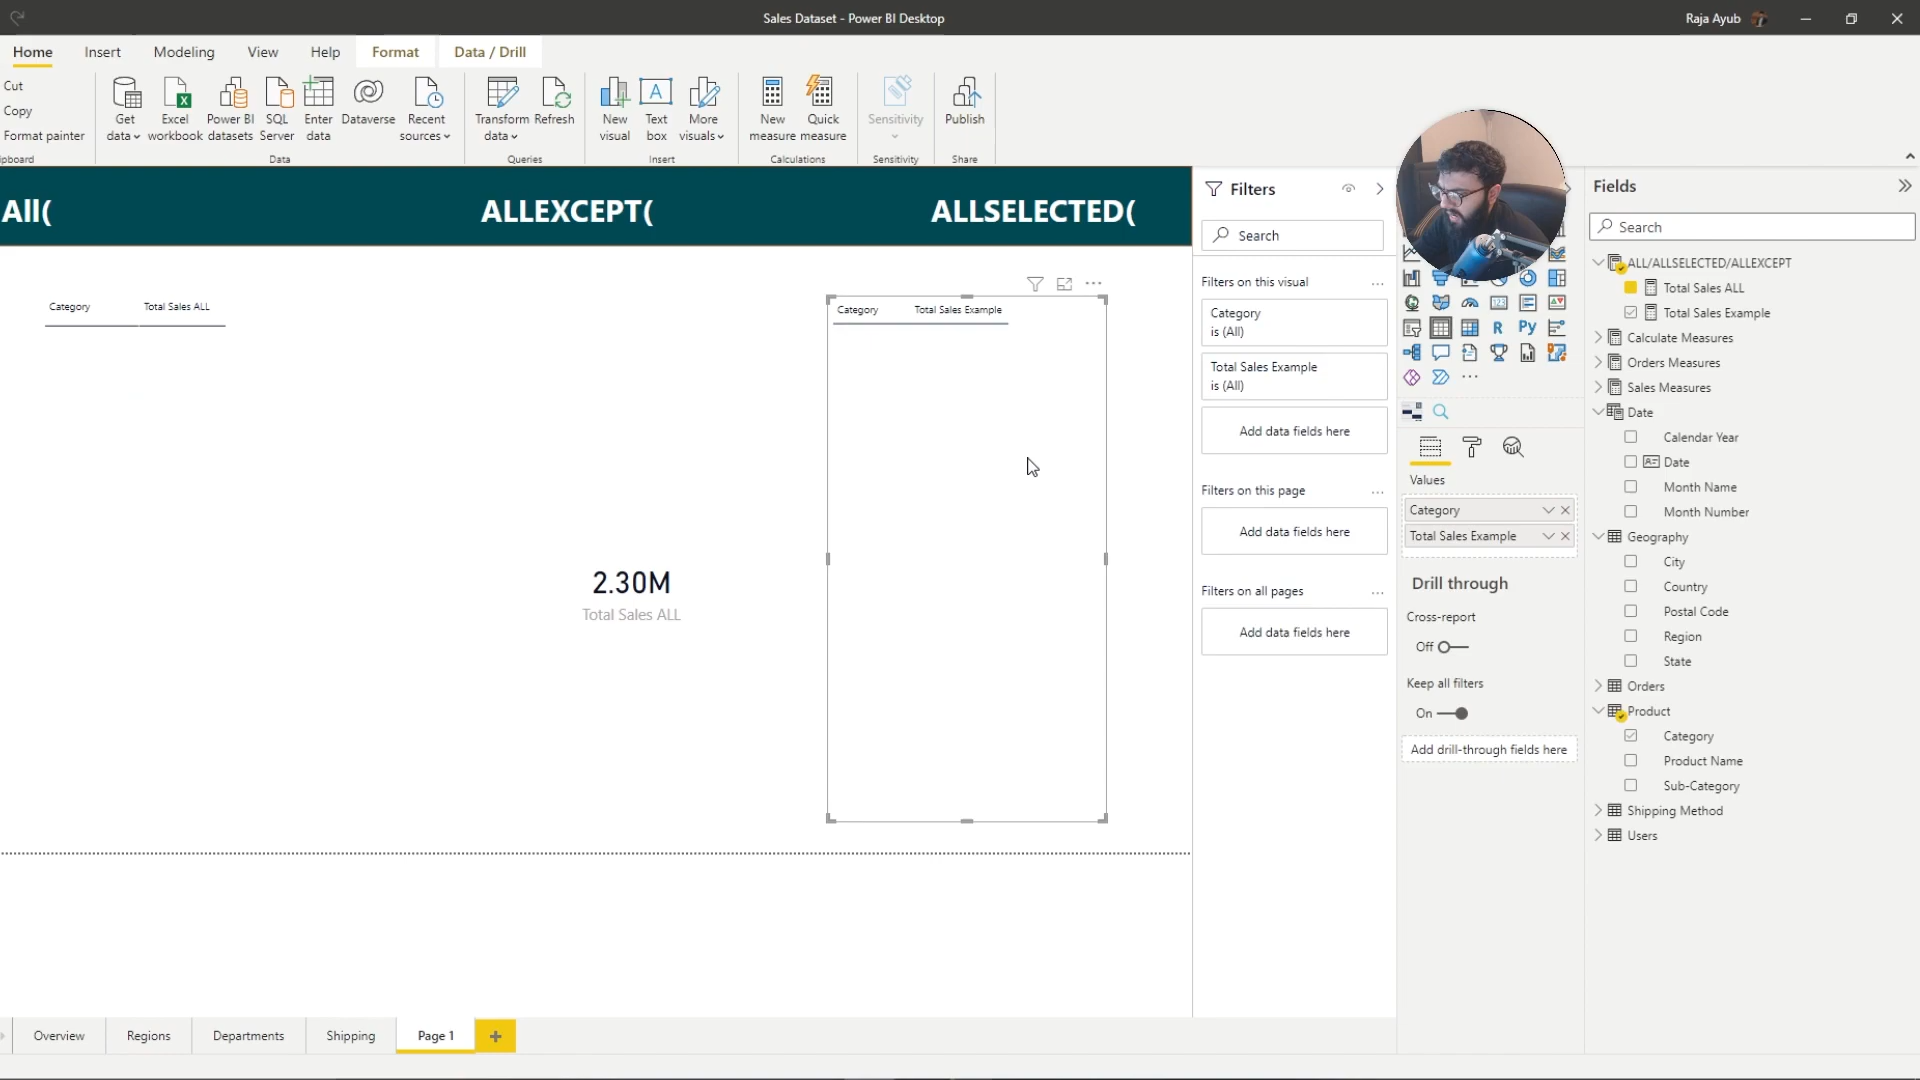 Sales Dataset - Power BI Desktop
Raja Ayub
Home
Insert
Modeling
View
Help
Format
Data / Drill
Cut
Copy
Format painter
ipboard
Get data
Excel workbook
Power BI datasets
SQL Server
Enter data
Dataverse
Recent sources
Data
Transform data
Refresh
Queries
New visual
Text box
More visuals
Insert
New measure
Quick measure
Calculations
Sensitivity
Sensitivity
Publish
Share
All(
ALLEXCEPT(
ALLSELECTED(
Category Total Sales ALL
2.30M
Total Sales ALL
Category Total Sales Example
Filters
Search
Filters on this visual
Category
is (All)
Total Sales Example
is (All)
Add data fields here
Filters on this page
Add data fields here
Filters on all pages
Add data fields here
R
Py
Values
Category
Total Sales Example
Drill through
Cross-report
Off
Keep all filters
On
Add drill-through fields here
Fields
Search
ALL/ALLSELECTED/ALLEXCEPT
Total Sales ALL
Total Sales Example
Calculate Measures
Orders Measures
Sales Measures
Date
Calendar Year
Date
Month Name
Month Number
Geography
City
Country
Postal Code
Region
State
Orders
Product
Category
Product Name
Sub-Category
Shipping Method
Users
Overview
Regions
Departments
Shipping
Page 1